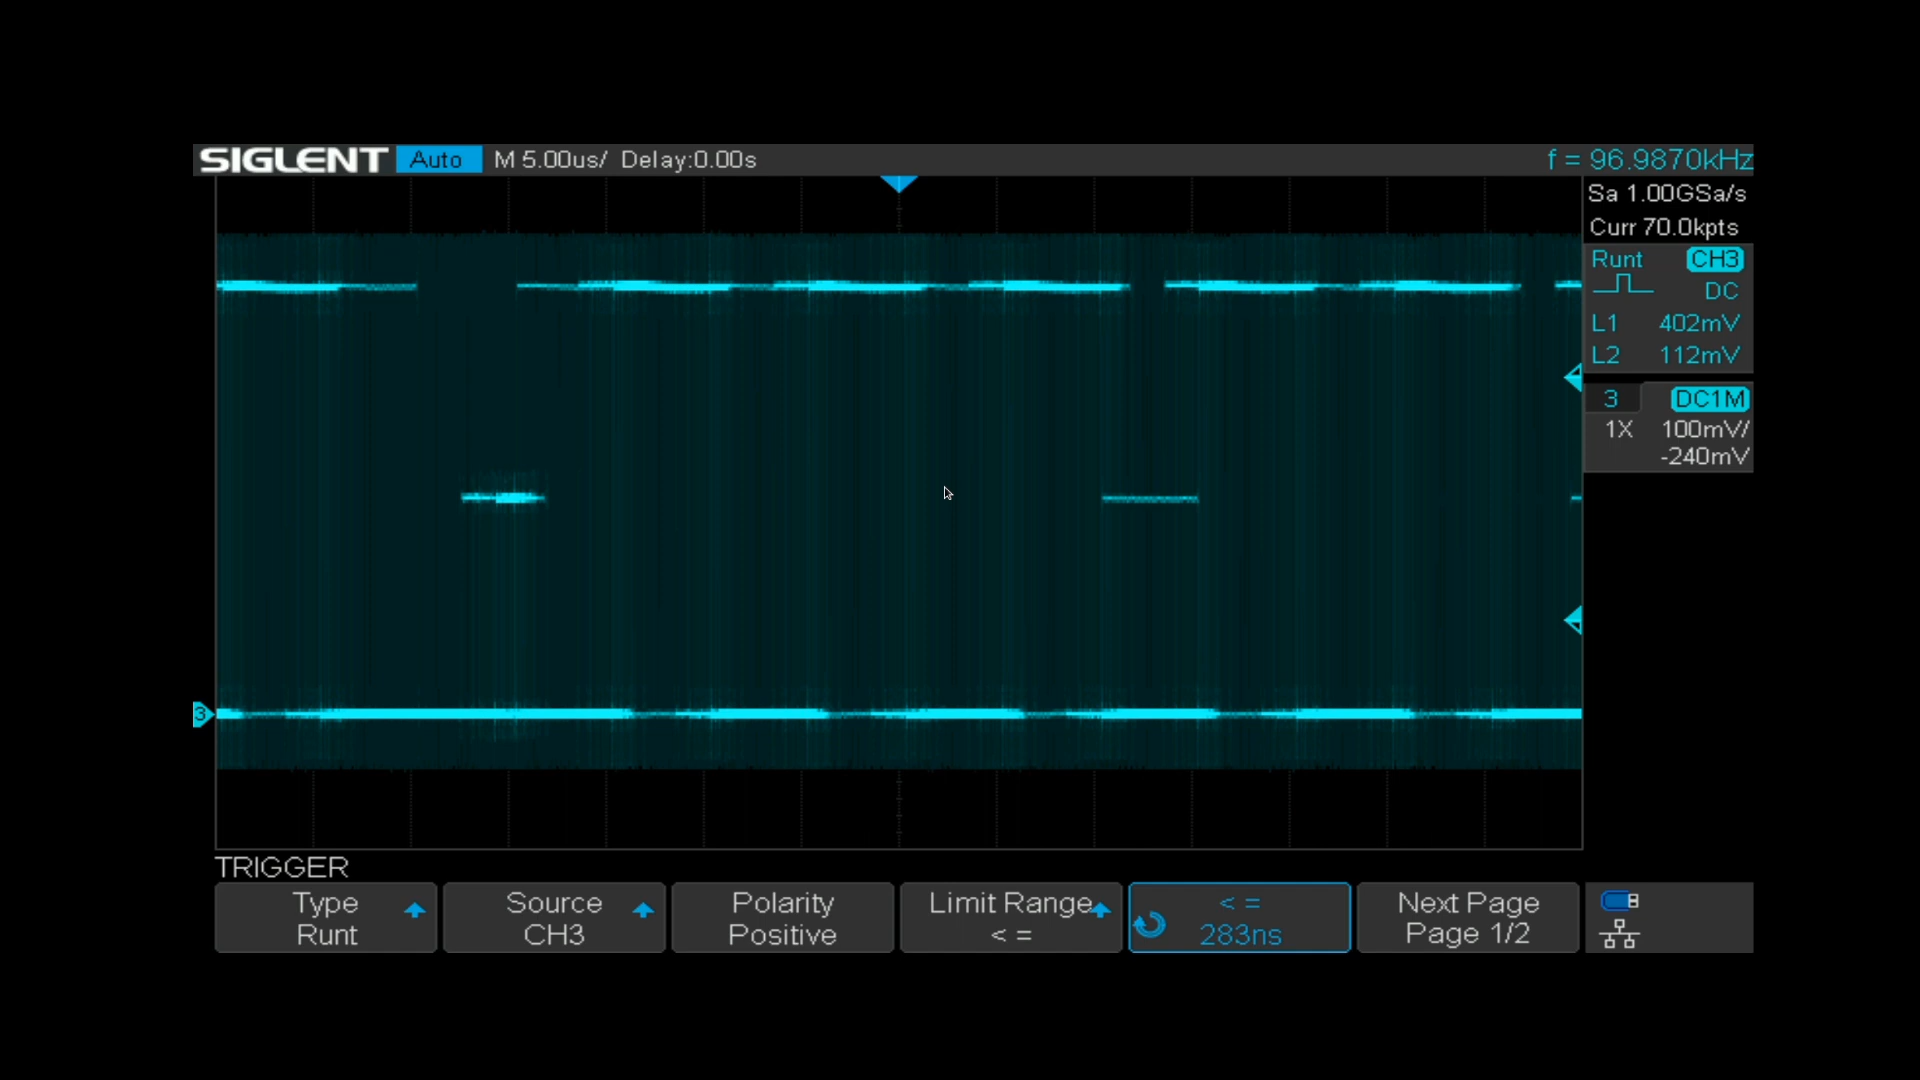 SIGLENT Auto M 5.00us/ Delay:0.00s f = 96.9870kHz
Sa 1.00GSa/s
Curr 70.0kpts
Runt CH3
DC
L1 402mV
L2 112mV
3 DC1M
1X 100mV/
-240mV
3
TRIGGER
Type
Runt
Source
CH3
Polarity
Positive
Limit Range
< =
< =
283ns
Next Page
Page 1/2